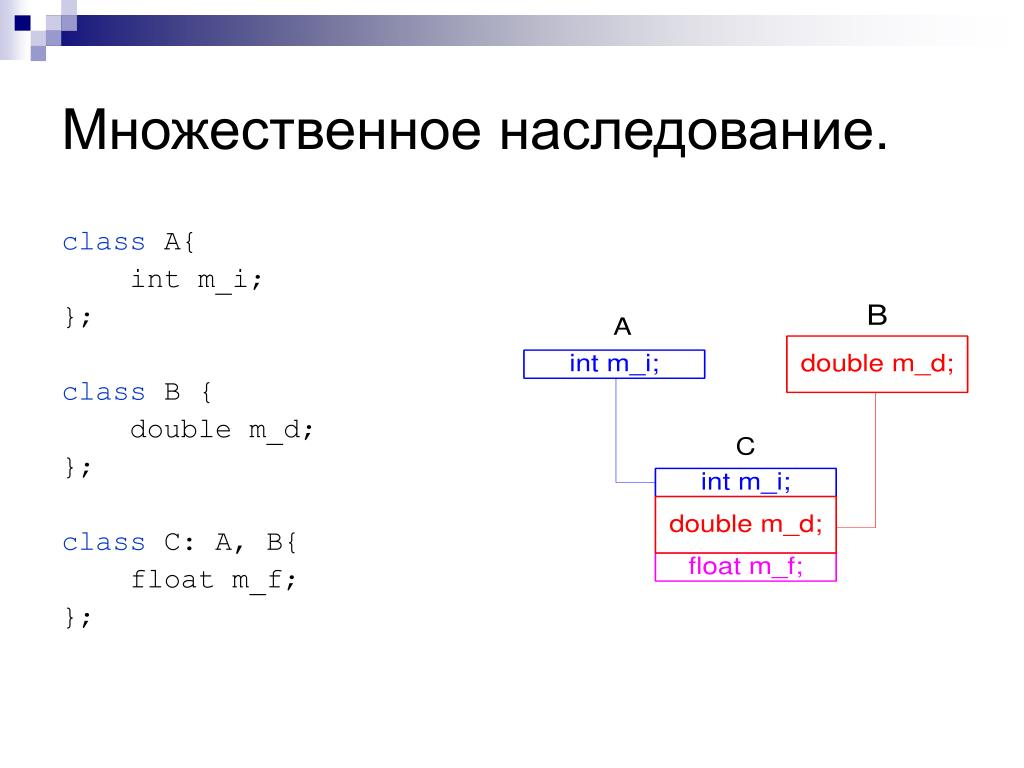 Множественное наследование.
class A{
    int m_i;
};
class B {
    double m_d;
};
class C: A, B{
    float m_f;
};
A
int m_i;
B
double m_d;
C
int m_i;
double m_d;
float m_f;